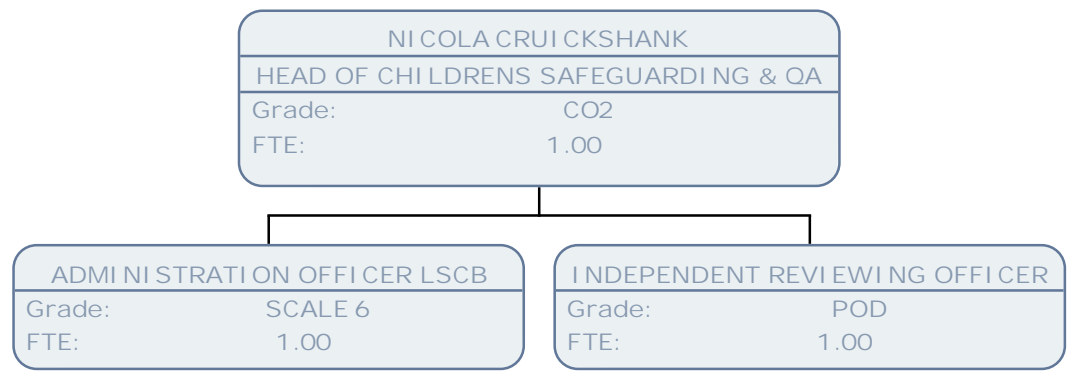 NICOLA CRUICKSHANK
HEAD OF CHILDRENS SAFEGUARDING & QA
Grade: CO2
FTE: 1.00
ADMINISTRATION OFFICER LSCB
Grade: SCALE 6
FTE: 1.00
INDEPENDENT REVIEWING OFFICER
Grade: POD
FTE: 1.00